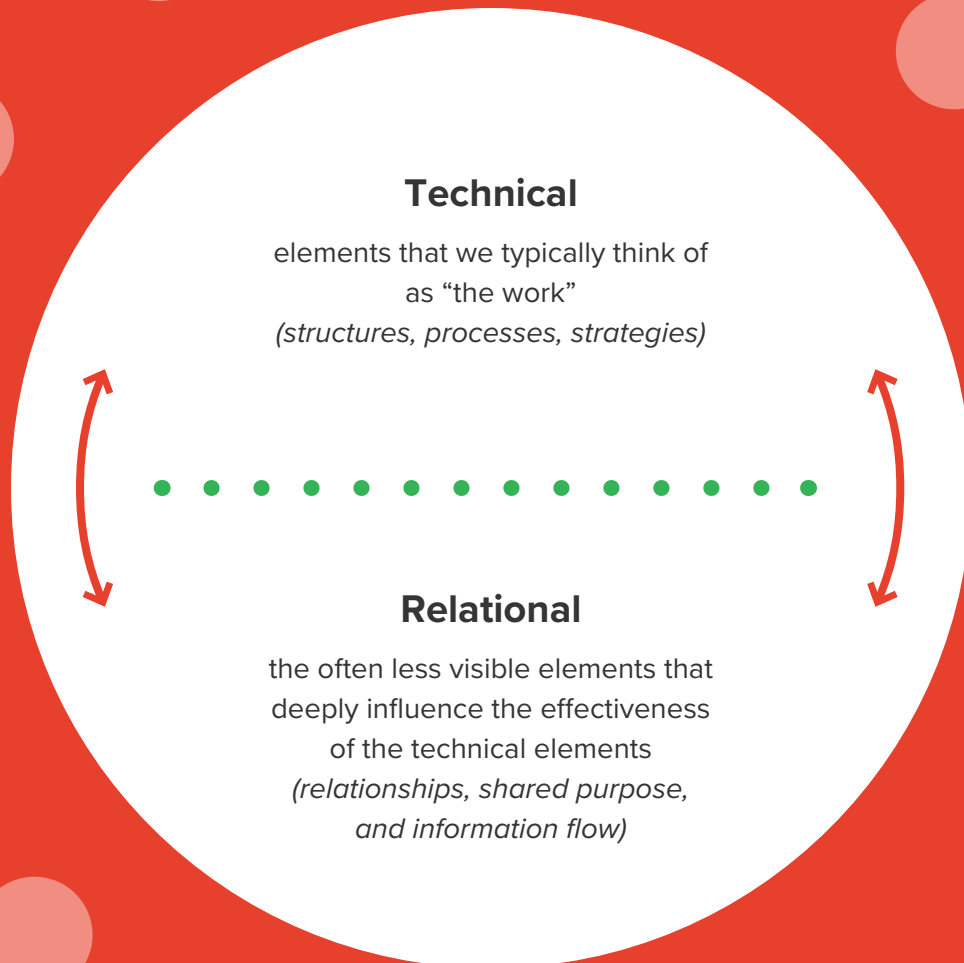 Technical
elements that we typically think of
as “the work”
(structures, processes, strategies)
Relational
the often less visible elements that
deeply influence the effectiveness
of the technical elements
(relationships, shared purpose,
and information flow)